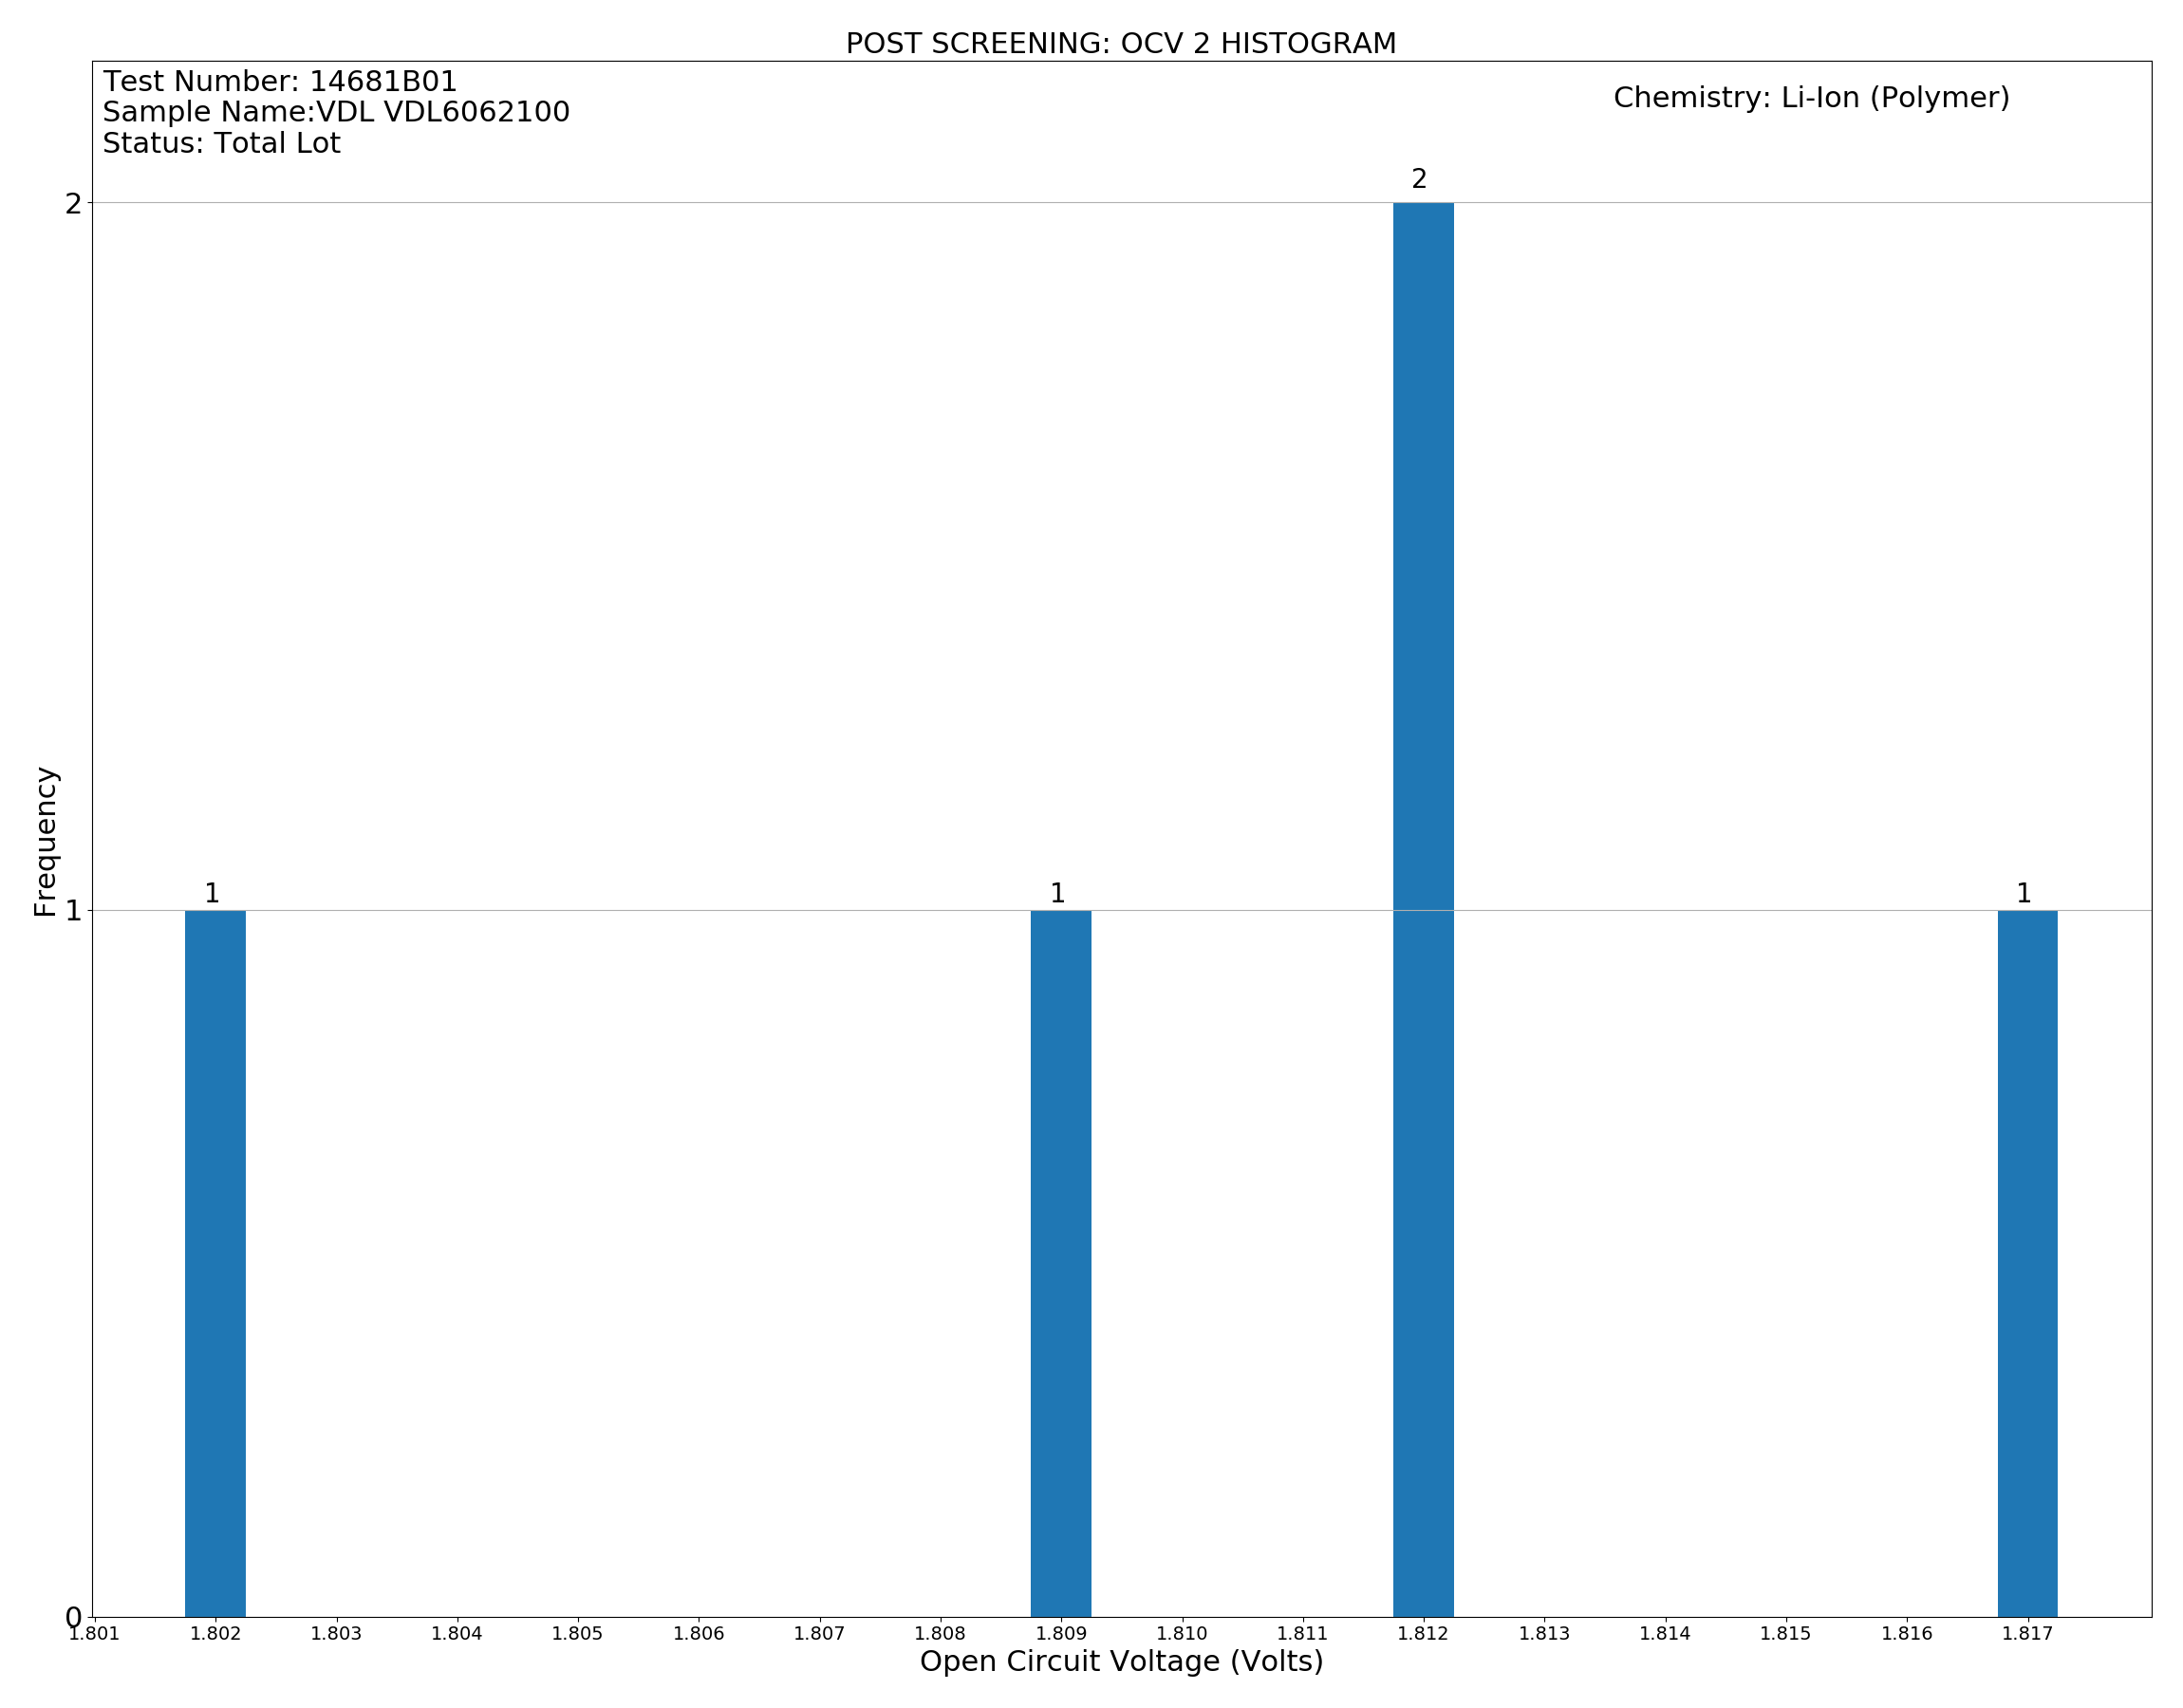 POST SCREENING: OCV 2 HISTOGRAM
Test Number: 14681B01
Sample Name:VDL VDL6062100
Status: Total Lot
Chemistry: Li-Ion (Polymer)
2
2
Frequency
1
1
1
1
0
1.801 1.802 1.803 1.804 1.805 1.806 1.807 1.808 1.809 1.810 1.811 1.812 1.813 1.814 1.815 1.816 1.817
Open Circuit Voltage (Volts)